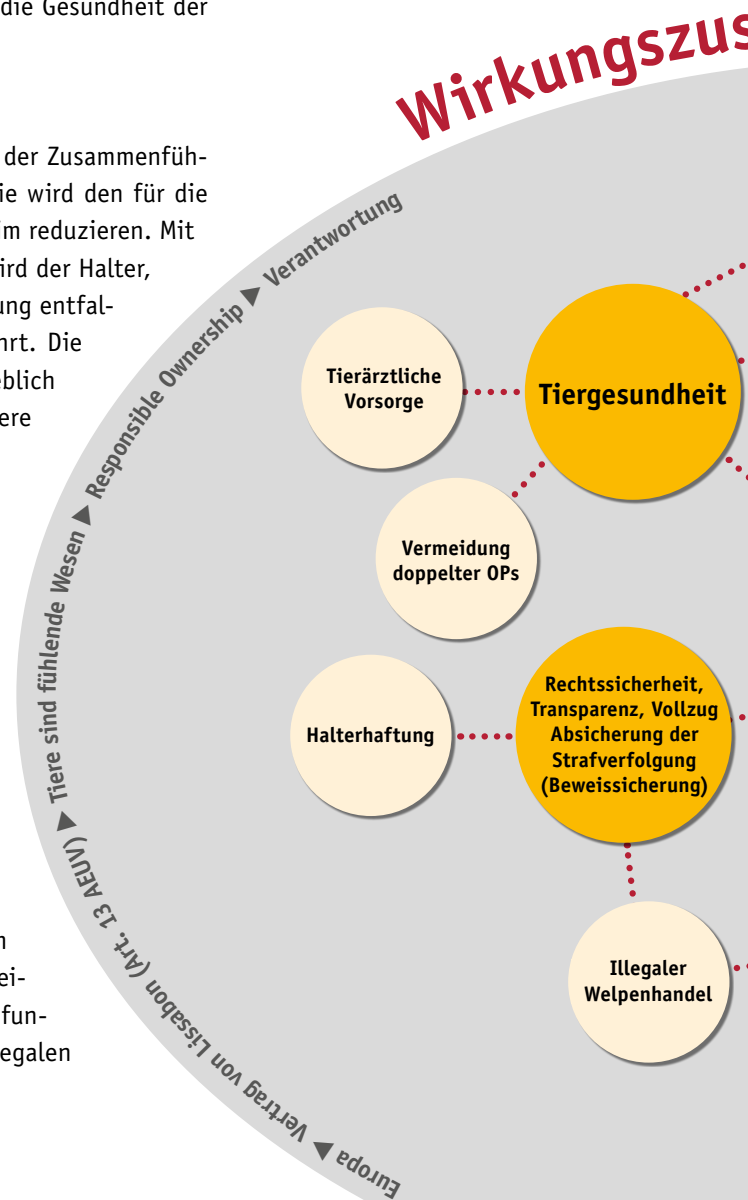 die Gesundheit der
Wirkungszus
der Zusammenfüh-
ie wird den für die
im reduzieren. Mit
ird der Halter,
ung entfal-
hrt. Die
eblich
ere
n
ei-
fun-
egalen
Europa ▶ Vertrag von Lissabon (Art. 13 AEUV) ▶ Tiere sind fühlende Wesen ▶ Responsible Ownership ▶ Verantwortung
Tierärztliche
Vorsorge
Tiergesundheit
Vermeidung
doppelter OPs
Halterhaftung
Rechtssicherheit,
Transparenz, Vollzug
Absicherung der
Strafverfolgung
(Beweissicherung)
Illegaler
Welpenhandel